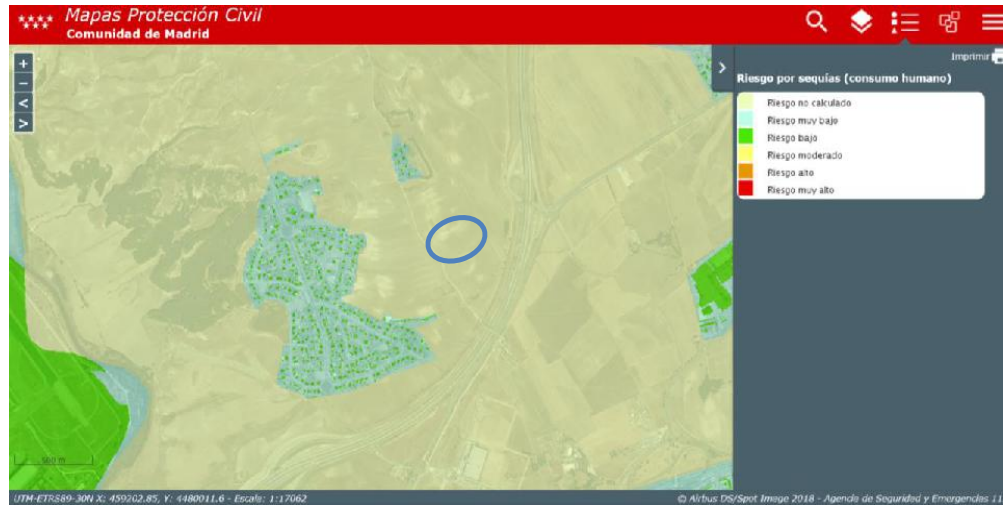 Mapas Protección Civil
Comunidad de Madrid
Imprimir
Riesgo por sequías (consumo humano)
Riesgo no calculado
Riesgo muy bajo
Riesgo bajo
Riesgo moderado
Riesgo alto
Riesgo muy alto
500 m
UTM-ETRS89-30N X: 459202.85, Y: 4480011.6 - Escala: 1:17062
© Airbus DS/Spot Image 2018 - Agencia de Seguridad y Emergencias 11